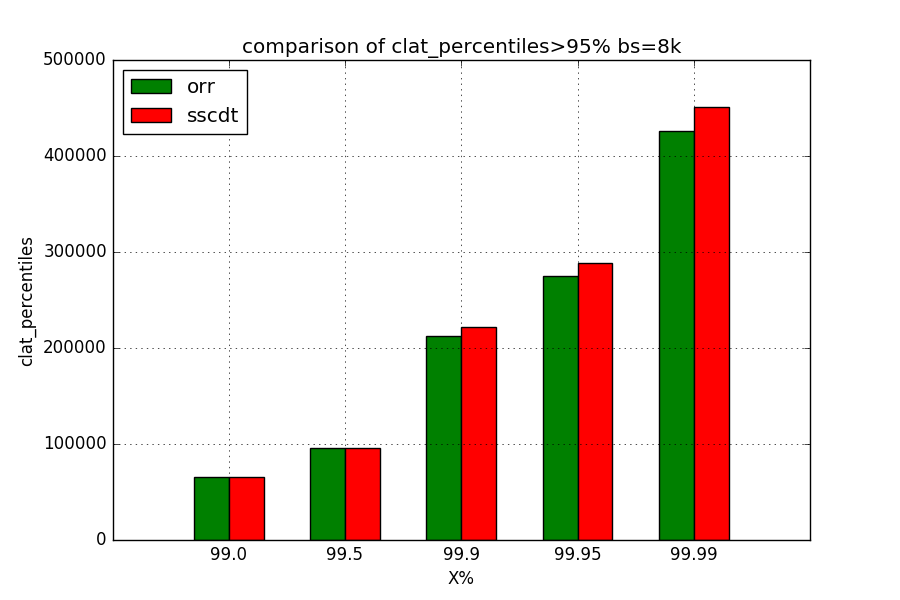 comparison of clat_percentiles>95% bs=8k
orr
sscdt
500000
400000
300000
200000
100000
0
clat_percentiles
99.0 99.5 99.9 99.95 99.99
X%